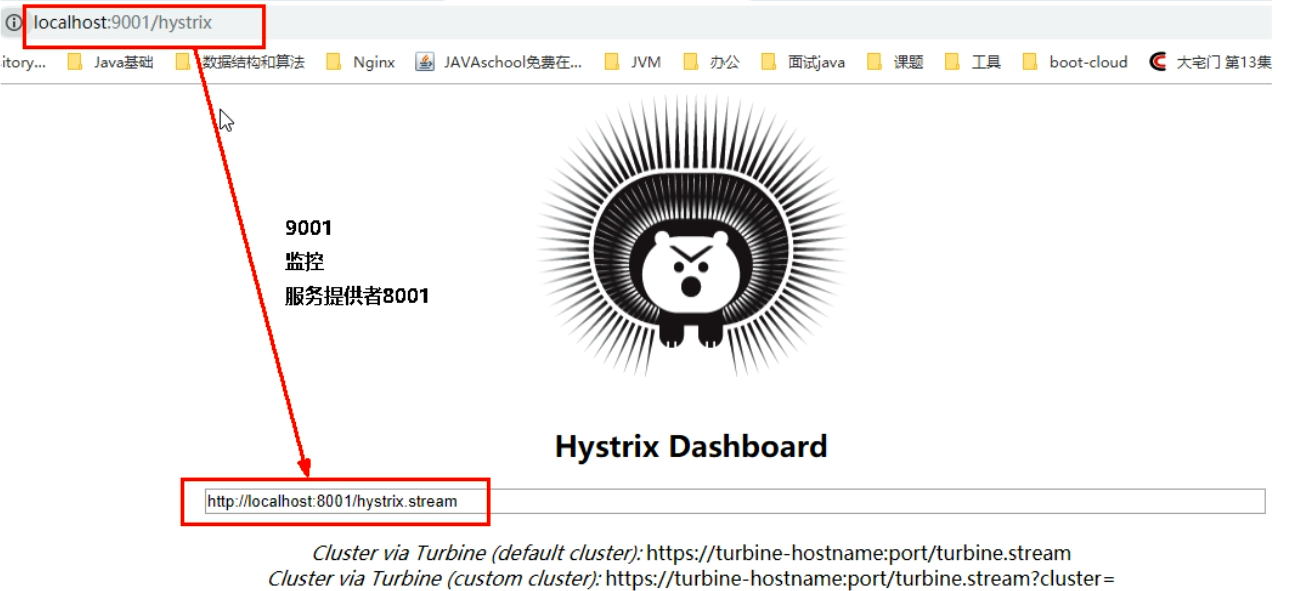 localhost:9001/hystrix
itory... Java基础 数据结构和算法 Nginx JAVAschool免费在... JVM 办公 面试java 课题 工具 boot-cloud 大宅门 第13集
9001
监控
服务提供者8001
Hystrix Dashboard
http://localhost:8001/hystrix.stream
Cluster via Turbine (default cluster): https://turbine-hostname:port/turbine.stream
Cluster via Turbine (custom cluster): https://turbine-hostname:port/turbine.stream?cluster=